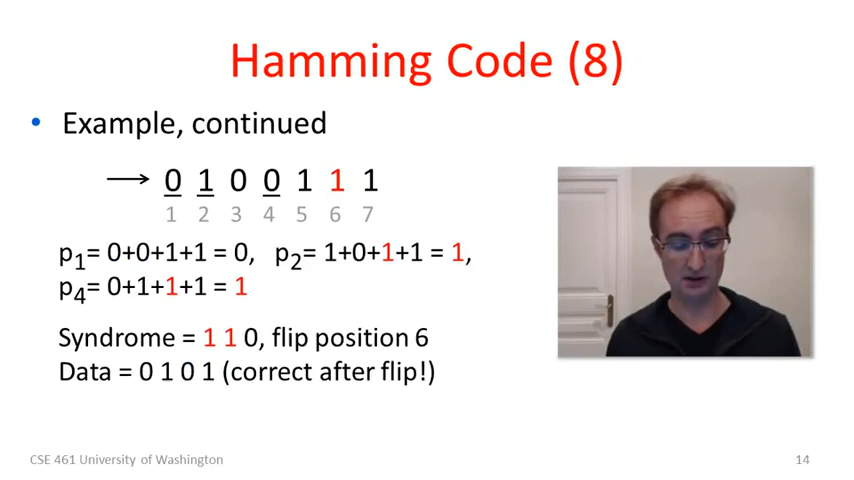 Hamming Code (8)
• Example, continued
→ 0 1 0 0 1 1 1
1 2 3 4 5 6 7
p1= 0+0+1+1 = 0, p2= 1+0+1+1 = 1,
p4= 0+1+1+1 = 1
Syndrome = 1 1 0, flip position 6
Data = 0 1 0 1 (correct after flip!)
CSE 461 University of Washington
14